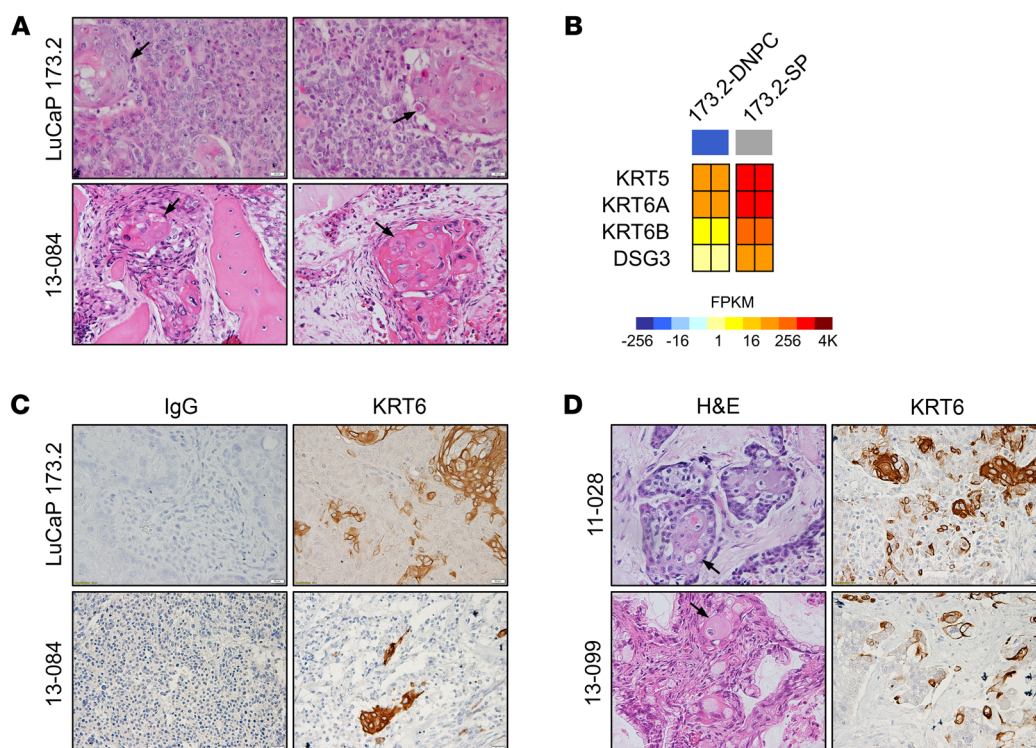 A
LuCaP 173.2
13-084
B
173.2-DNPC
173.2-SP
KRT5
KRT6A
KRT6B
DSG3
FPKM
-256 -16 1 16 256 4K
C
IgG KRT6
LuCaP 173.2
13-084
D
H&E KRT6
11-028
13-099